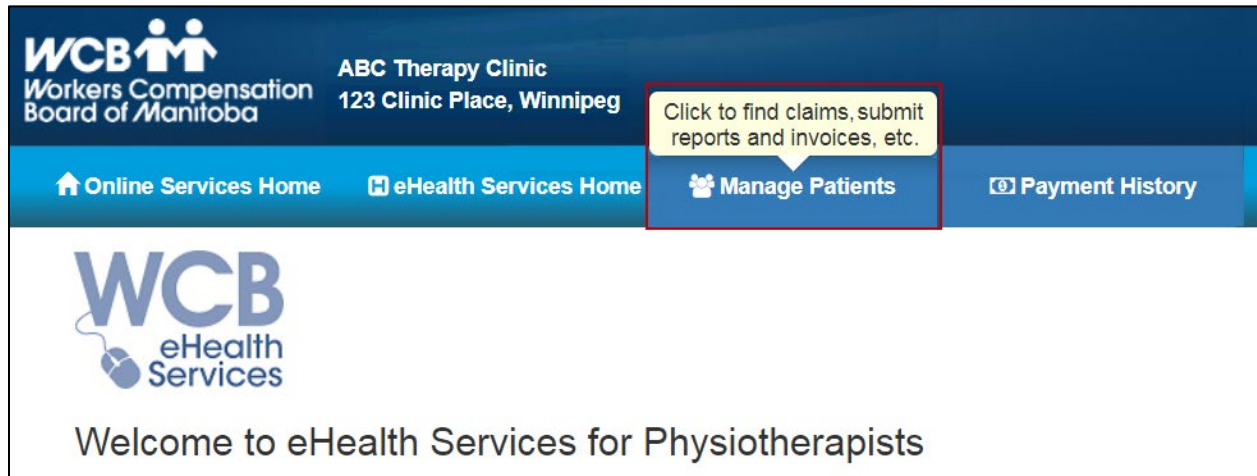 WCB
Workers Compensation
Board of Manitoba
ABC Therapy Clinic
123 Clinic Place, Winnipeg
Click to find claims, submit
reports and invoices, etc.
Online Services Home
H eHealth Services Home
Manage Patients
Payment History
WCB
eHealth
Services
Welcome to eHealth Services for Physiotherapists